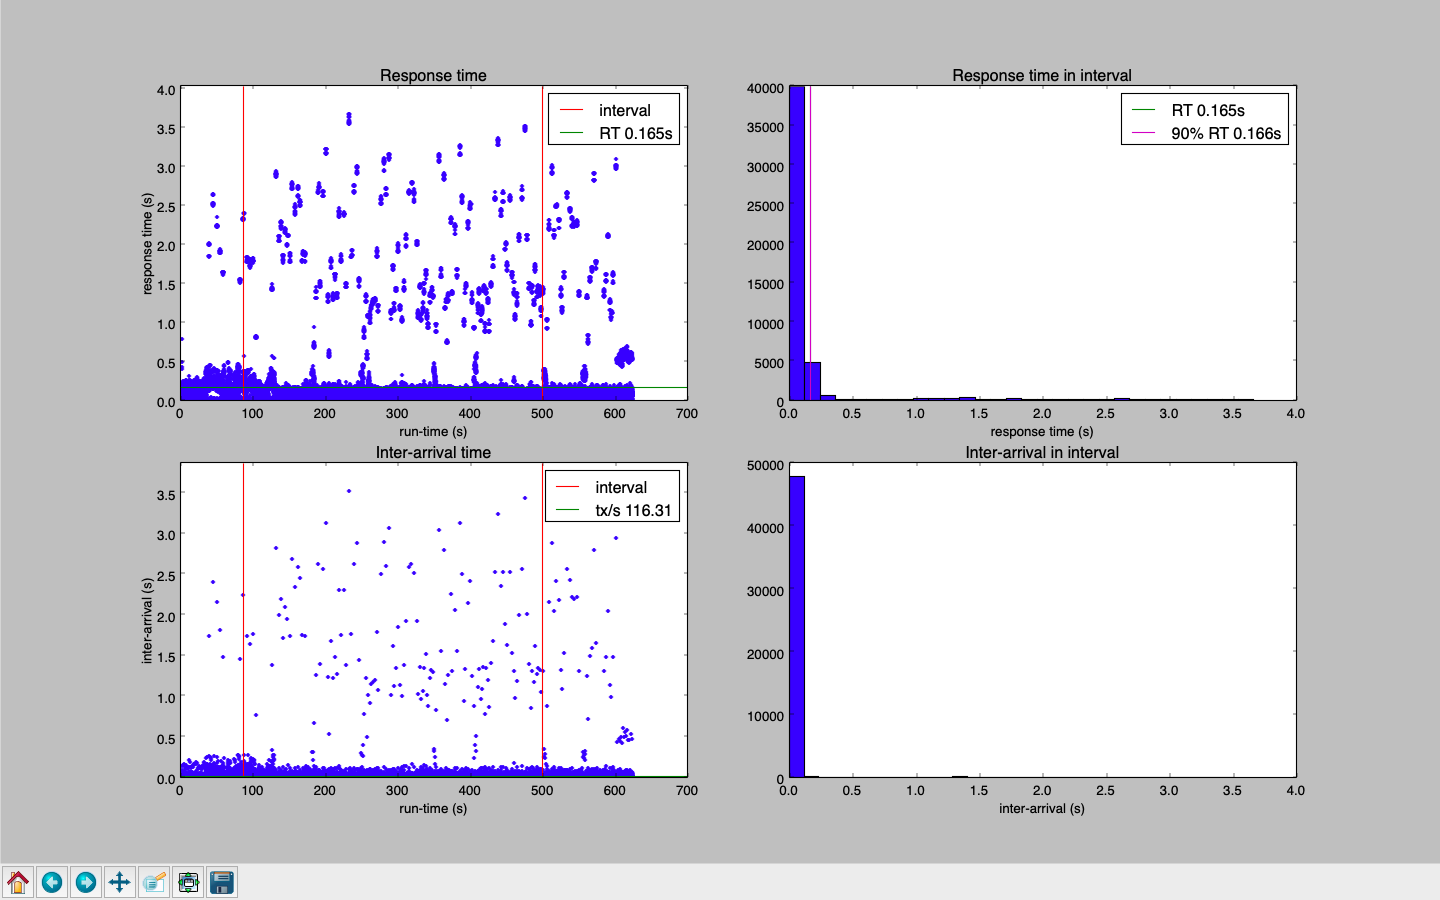 Response time
4.0
3.5
3.0
2.5
2.0
1.5
1.0
0.5
0.0
response time (s)
interval
RT 0.165s
0 100 200 300 400 500 600 700
run-time (s)
Response time in interval
40000
35000
30000
25000
20000
15000
10000
5000
0
RT 0.165s
90% RT 0.166s
0.0 0.5 1.0 1.5 2.0 2.5 3.0 3.5 4.0
response time (s)
Inter-arrival time
3.5
3.0
2.5
2.0
1.5
1.0
0.5
0.0
inter-arrival (s)
interval
tx/s 116.31
0 100 200 300 400 500 600 700
run-time (s)
Inter-arrival in interval
50000
40000
30000
20000
10000
0
0.0 0.5 1.0 1.5 2.0 2.5 3.0 3.5 4.0
inter-arrival (s)